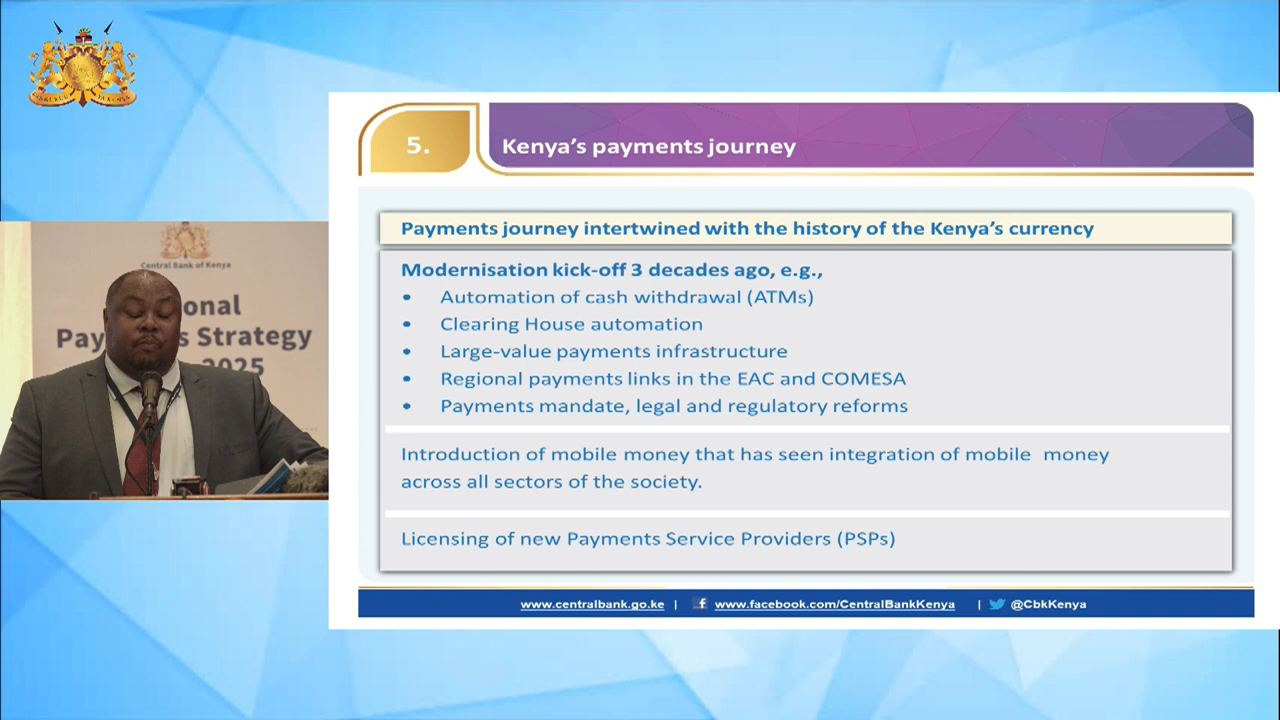 5.
Kenya's payments journey
Payments journey intertwined with the history of the Kenya's currency
Modernisation kick-off 3 decades ago, e.g.,
• Automation of cash withdrawal (ATMs)
• Clearing House automation
• Large-value payments infrastructure
• Regional payments links in the EAC and COMESA
• Payments mandate, legal and regulatory reforms
Introduction of mobile money that has seen integration of mobile money
across all sectors of the society.
Licensing of new Payments Service Providers (PSPs)
www.centralbank.go.ke | www.facebook.com/CentralBankKenya | @CbkKenya
Central Bank of Kenya
onal
Pay s Strategy
2025